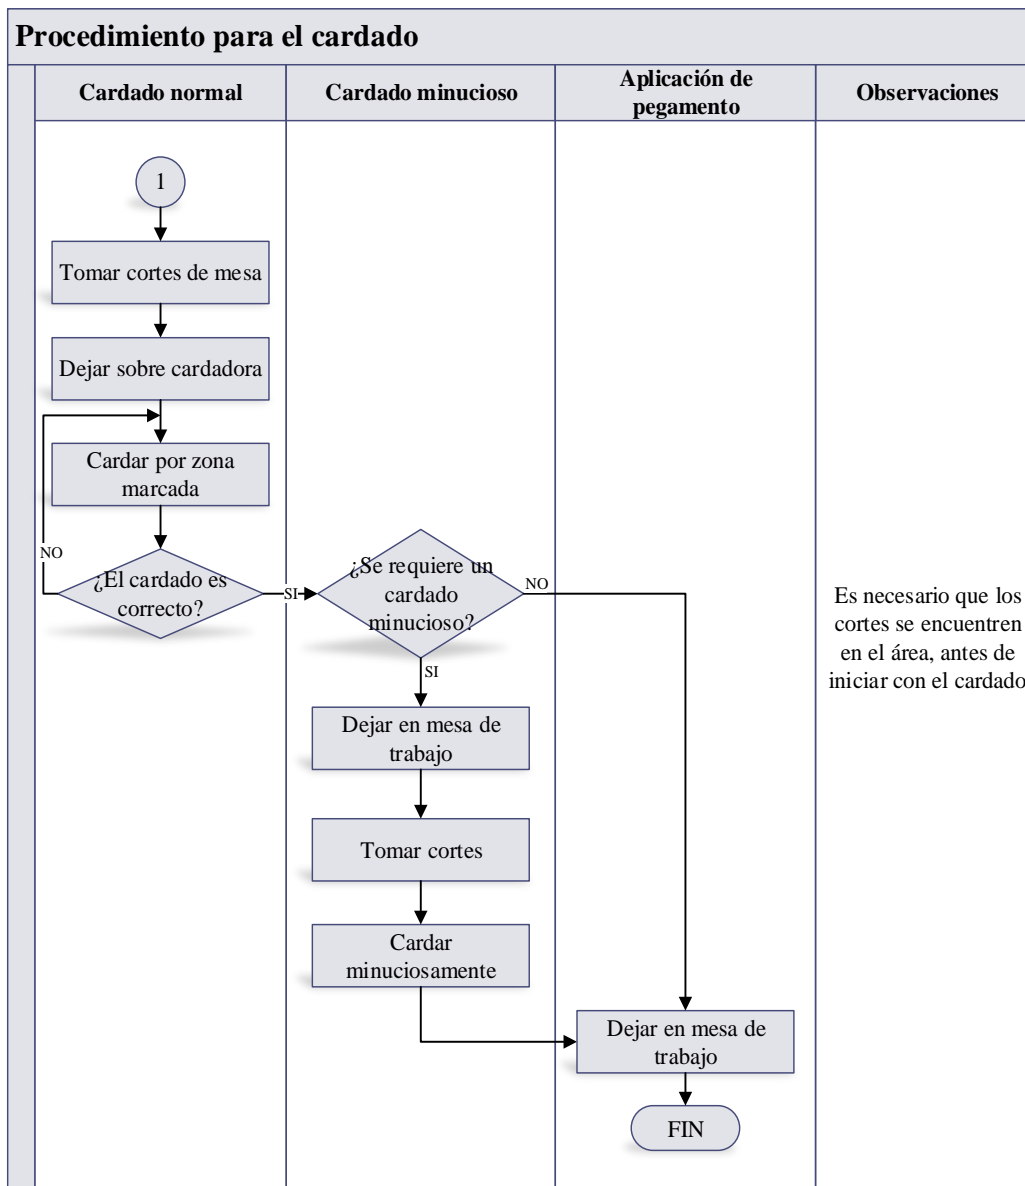 Procedimiento para el cardado
Cardado normal
Cardado minucioso
Aplicación de
pegamento
Observaciones
1
Tomar cortes de mesa
Dejar sobre cardadora
Cardar por zona
marcada
NO
¿El cardado es
correcto?
SI
¿Se requiere un
cardado
minucioso?
NO
SI
Dejar en mesa de
trabajo
Tomar cortes
Cardar
minuciosamente
Dejar en mesa de
trabajo
FIN
Es necesario que los
cortes se encuentren
en el área, antes de
iniciar con el cardado